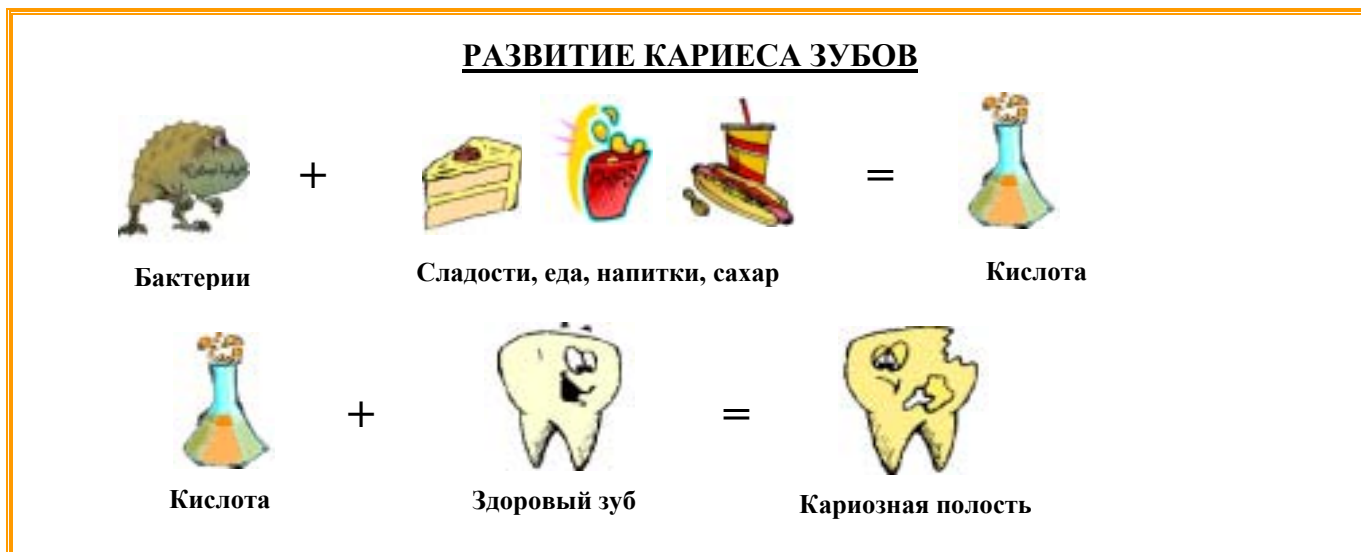 РАЗВИТИЕ КАРИЕСА ЗУБОВ
+ =
Бактерии Сладости, еда, напитки, сахар Кислота
+ =
Кислота Здоровый зуб Кариозная полость